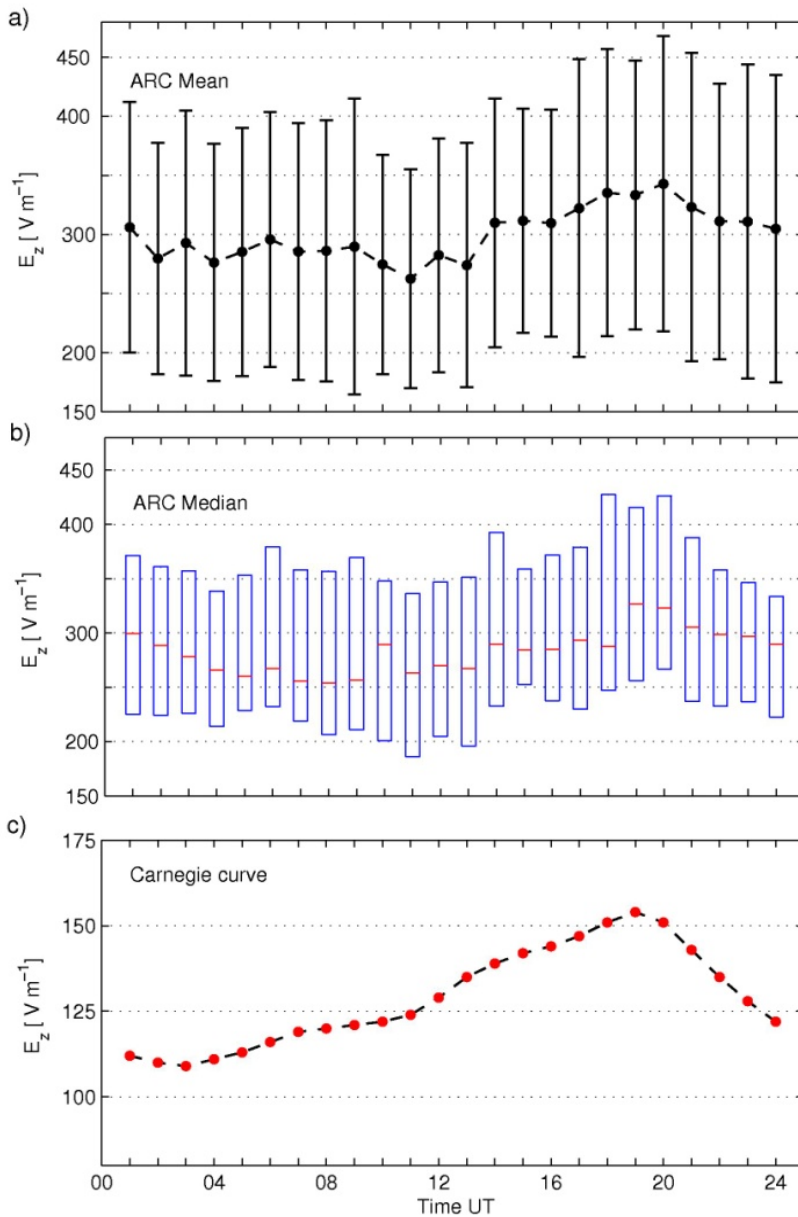 a)
450
ARC Mean
400
300
200
150
E_z [ V m⁻¹]
b)
450
ARC Median
400
300
200
150
E_z [ V m⁻¹]
c)
175
Carnegie curve
150
125
100
E_z [ V m⁻¹]
00 04 08 12 16 20 24
Time UT